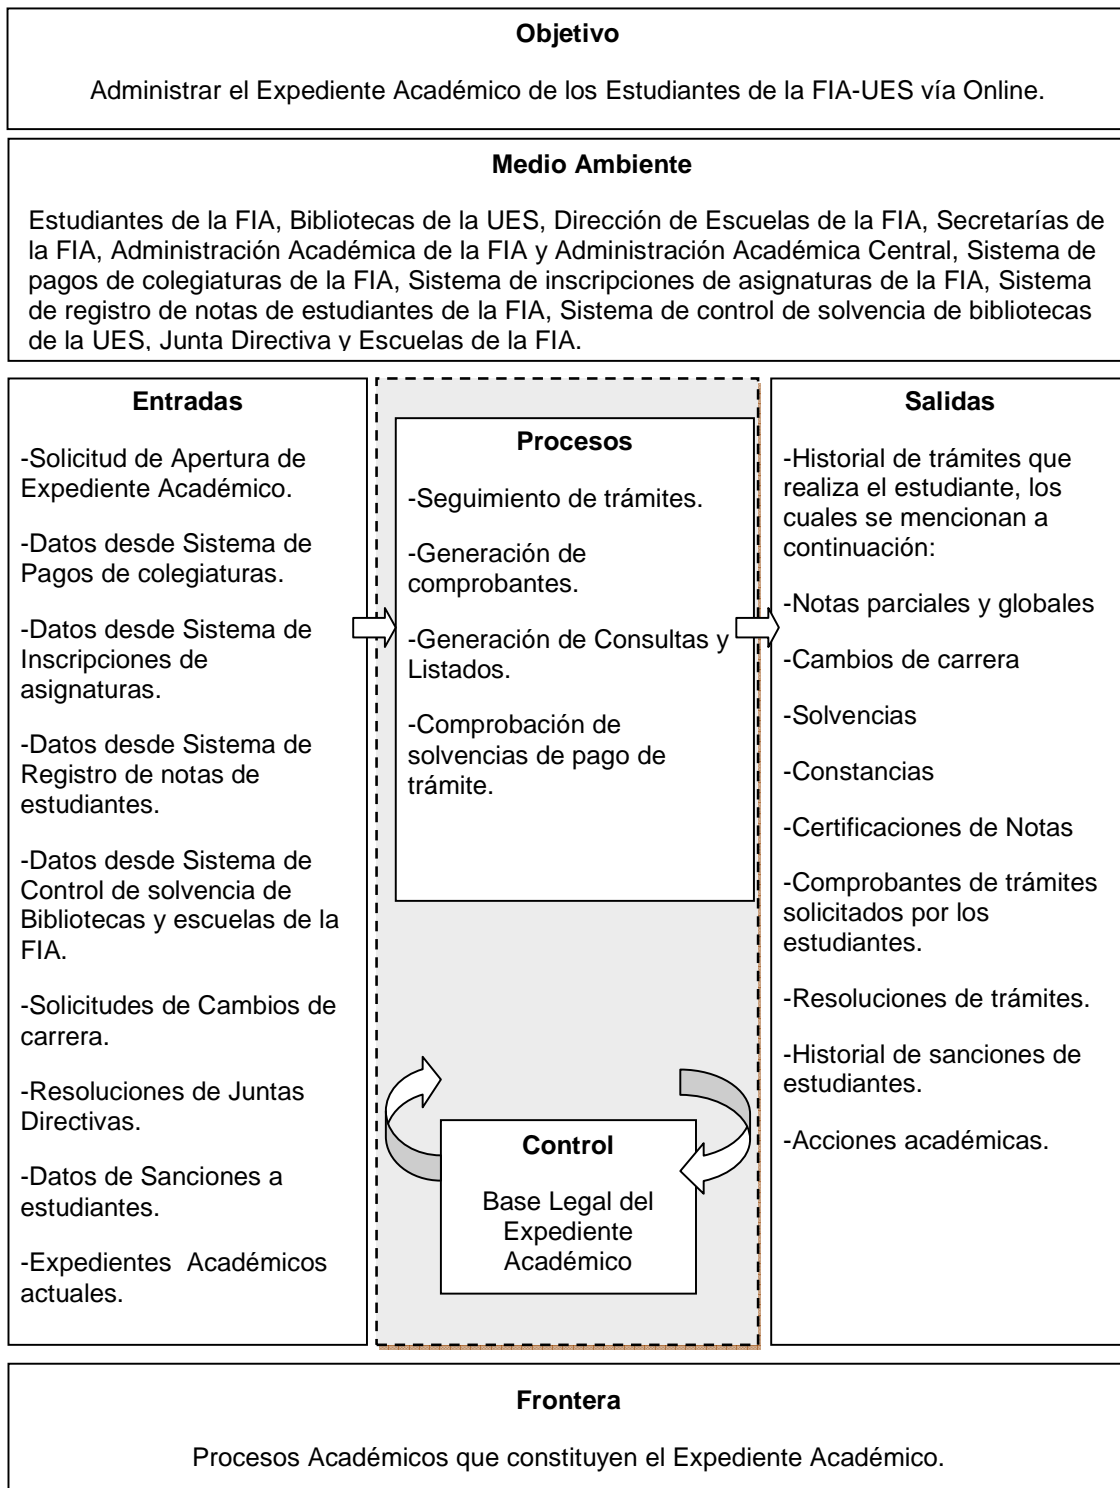 Objetivo
Administrar el Expediente Académico de los Estudiantes de la FIA-UES vía Online.
Medio Ambiente
Estudiantes de la FIA, Bibliotecas de la UES, Dirección de Escuelas de la FIA, Secretarías de
la FIA, Administración Académica de la FIA y Administración Académica Central, Sistema de
pagos de colegiaturas de la FIA, Sistema de inscripciones de asignaturas de la FIA, Sistema
de registro de notas de estudiantes de la FIA, Sistema de control de solvencia de bibliotecas
de la UES, Junta Directiva y Escuelas de la FIA.
Entradas
-Solicitud de Apertura de
Expediente Académico.
-Datos desde Sistema de
Pagos de colegiaturas.
-Datos desde Sistema de
Inscripciones de
asignaturas.
-Datos desde Sistema de
Registro de notas de
estudiantes.
-Datos desde Sistema de
Control de solvencia de
Bibliotecas y escuelas de la
FIA.
-Solicitudes de Cambios de
carrera.
-Resoluciones de Juntas
Directivas.
-Datos de Sanciones a
estudiantes.
-Expedientes Académicos
actuales.
Procesos
-Seguimiento de trámites.
-Generación de
comprobantes.
-Generación de Consultas y
Listados.
-Comprobación de
solvencias de pago de
trámite.
Control
Base Legal del
Expediente
Académico
Salidas
-Historial de trámites que
realiza el estudiante, los
cuales se mencionan a
continuación:
-Notas parciales y globales
-Cambios de carrera
-Solvencias
-Constancias
-Certificaciones de Notas
-Comprobantes de trámites
solicitados por los
estudiantes.
-Resoluciones de trámites.
-Historial de sanciones de
estudiantes.
-Acciones académicas.
Frontera
Procesos Académicos que constituyen el Expediente Académico.